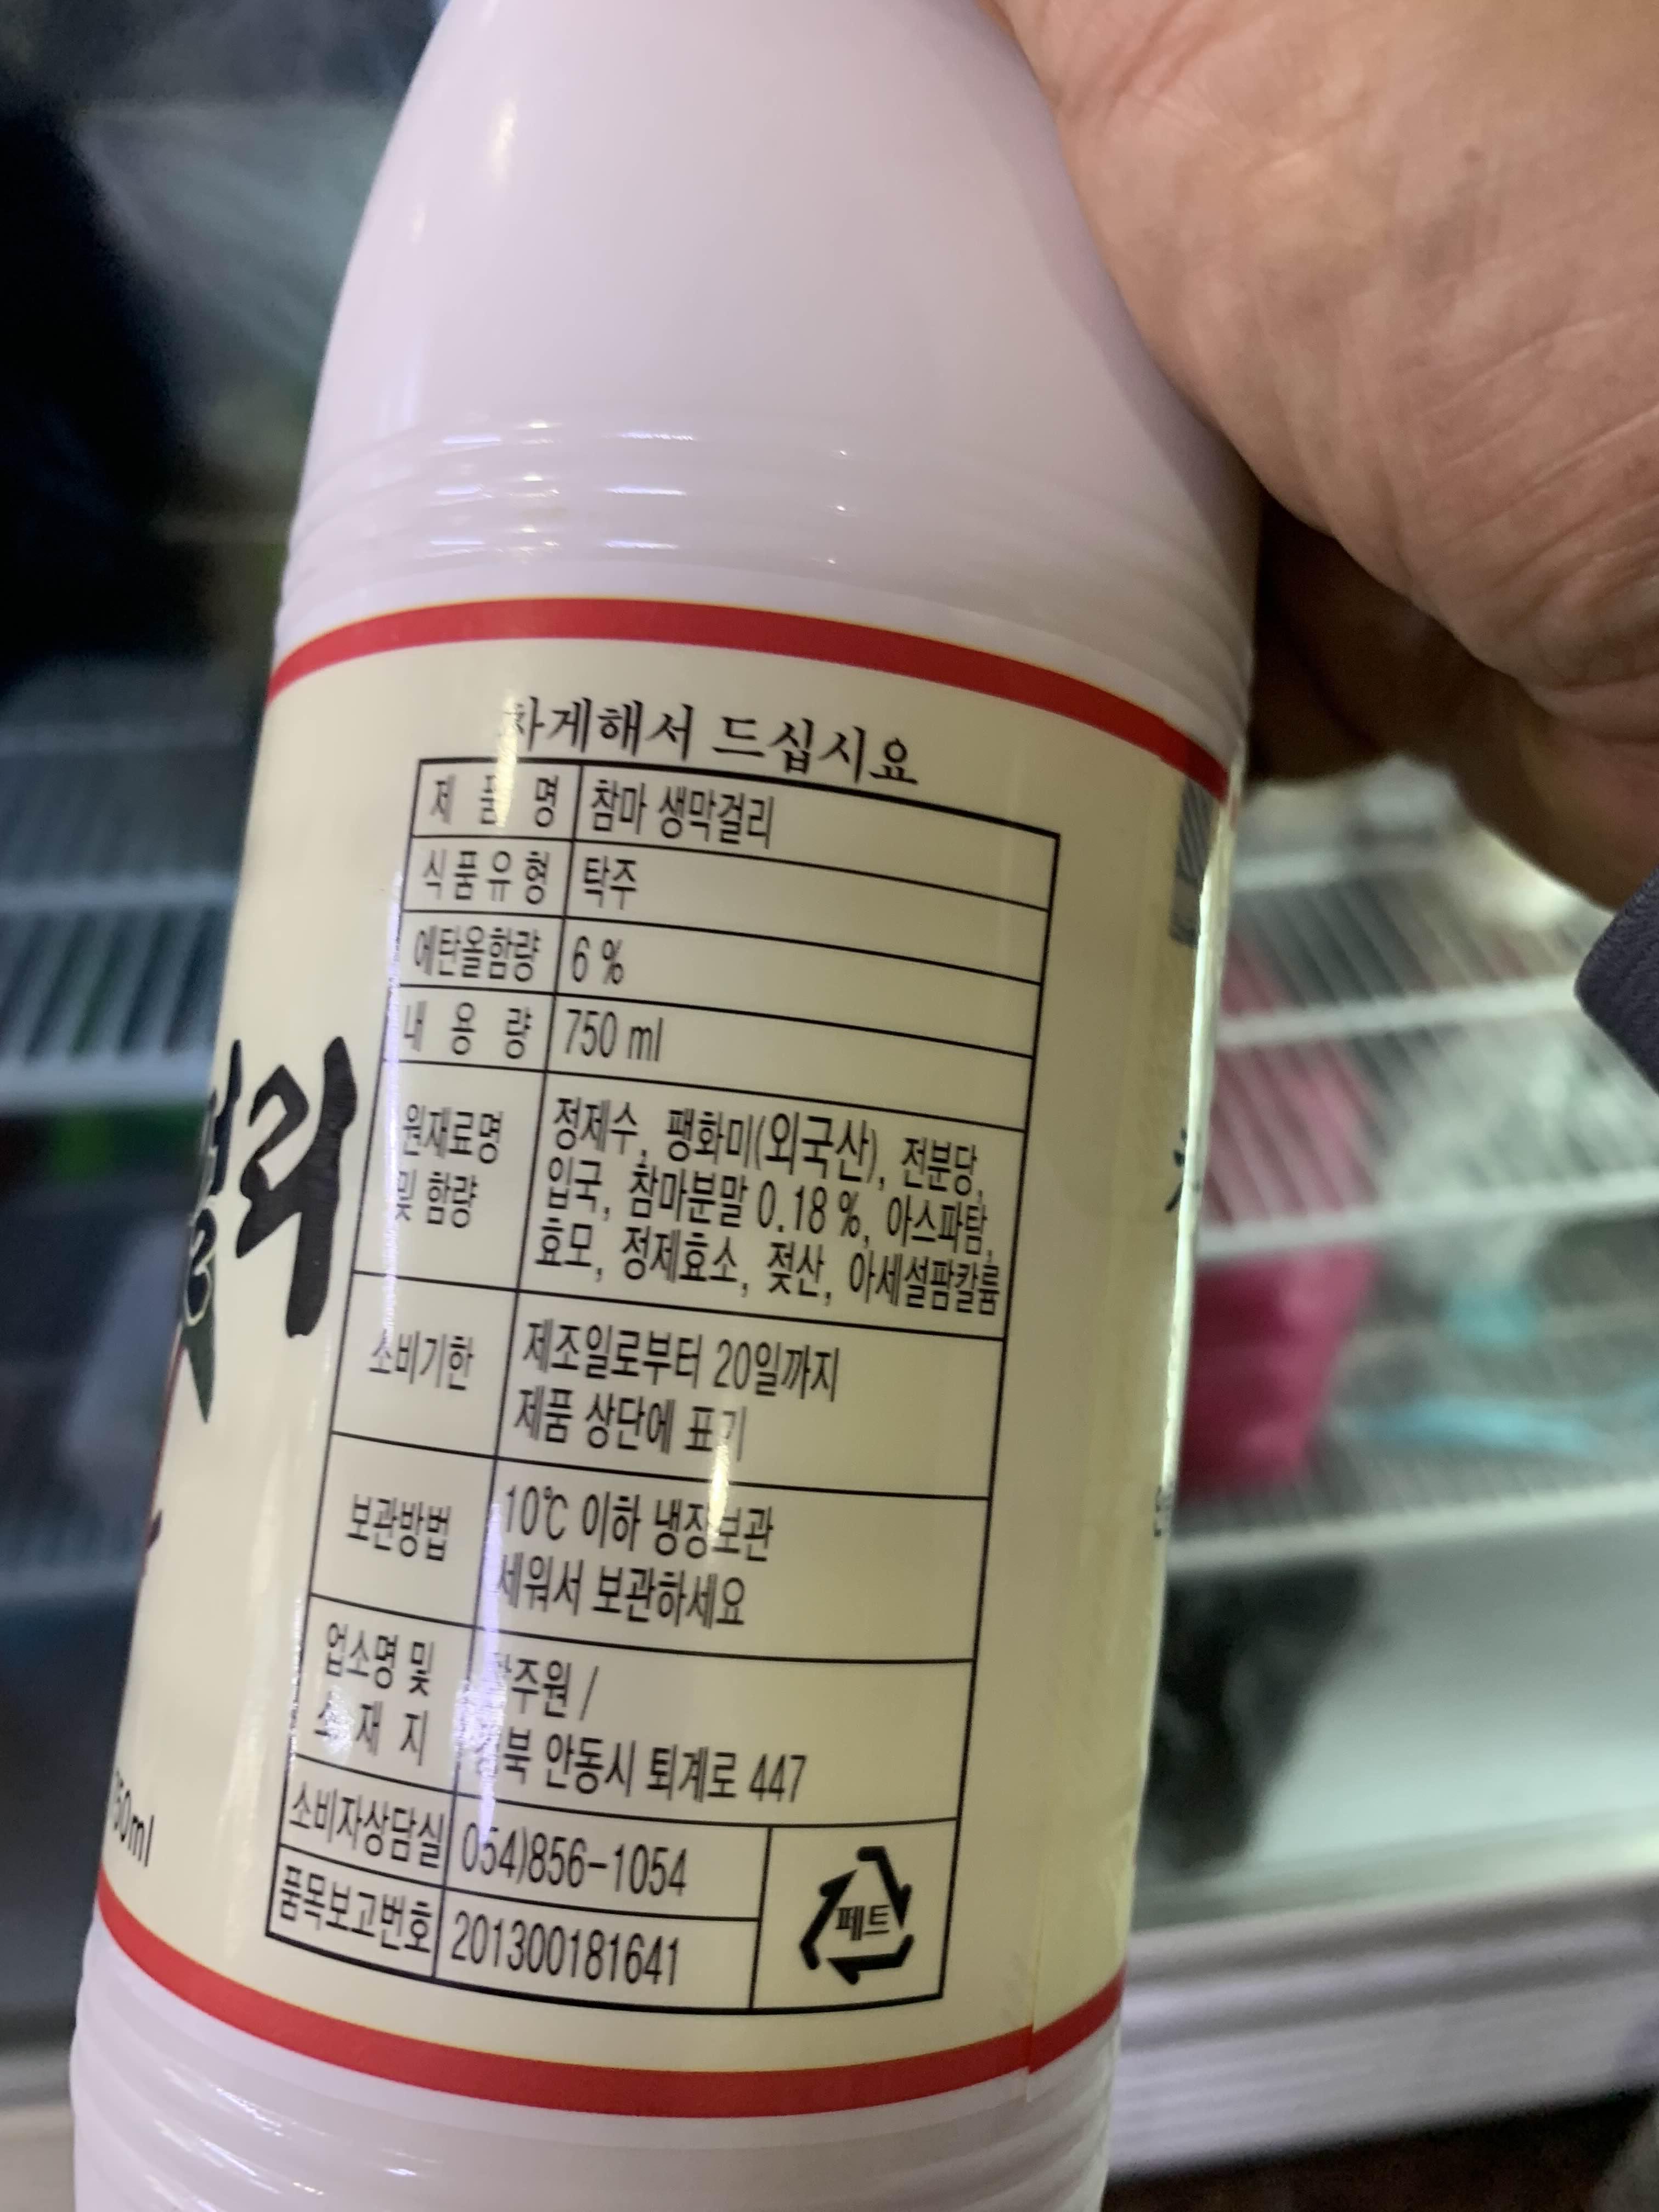 차게해서 드십시요
제 품 명 참마 생막걸리
식품유형 탁주
에탄올함량 6 %
내 용 량 750 ml
원재료명 및 함량
정제수, 팽화미(외국산), 전분당,
입국, 참마분말 0.18 %, 아스파탐,
효모, 정제효소, 젖산, 아세설팜칼륨
소비기한
제조일로부터 20일까지
제품 상단에 표기
보관방법
10℃ 이하 냉장보관
세워서 보관하세요
업소명 및
소 재 지
/
경북 안동시 퇴계로 447
소비자상담실 054)856-1054
품목보고번호 201300181641
페트
걸리
750ml